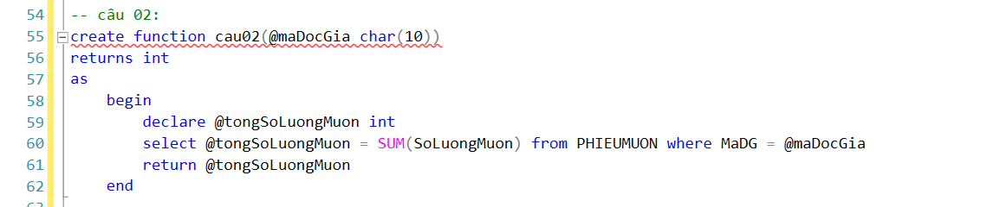 54 -- câu 02:
55 create function cau02(@maDocGia char(10))
56 returns int
57 as
58 begin
59 declare @tongSoLuongMuon int
60 select @tongSoLuongMuon = SUM(SoLuongMuon) from PHIEUMUON where MaDG = @maDocGia
61 return @tongSoLuongMuon
62 end